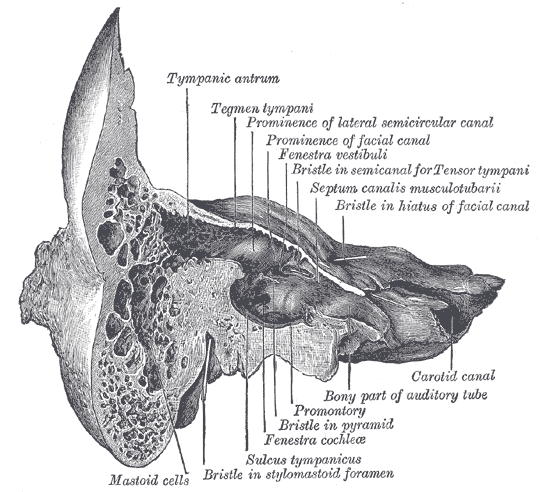 Tympanic antrum
Tegmen tympani
Prominence of lateral semicircular canal
Prominence of facial canal
Fenestra vestibuli
Bristle in semicanal for Tensor tympani
Septum canalis musculotubarii
Bristle in hiatus of facial canal
Carotid canal
Bony part of auditory tube
Promontory
Bristle in pyramid
Fenestra cochleæ
Sulcus tympanicus
Bristle in stylomastoid foramen
Mastoid cells